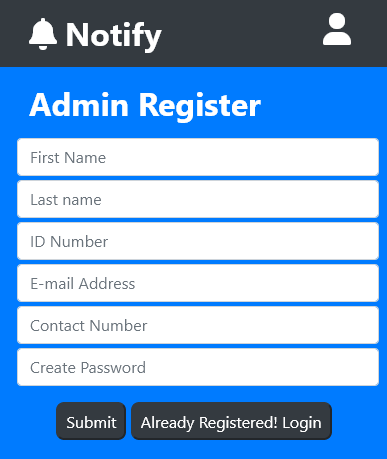 Notify
Admin Register
First Name
Last name
ID Number
E-mail Address
Contact Number
Create Password
Submit
Already Registered! Login